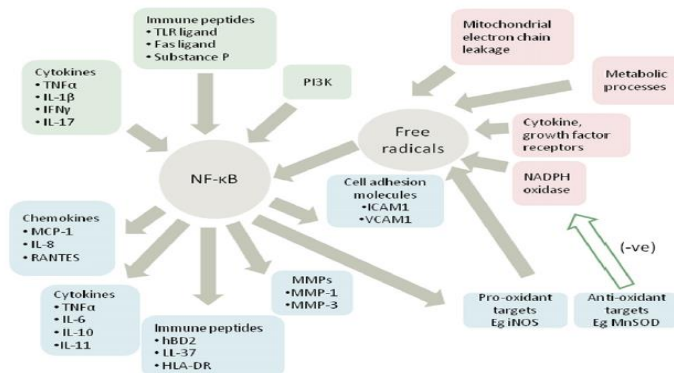 Immune peptides
• TLR ligand
• Fas ligand
• Substance P
Mitochondrial
electron chain
leakage
Cytokines
• TNFα
• IL-1β
• IFNγ
• IL-17
PI3K
Metabolic
processes
Free
radicals
Cytokine,
growth factor
receptors
NF-κB
NADPH
oxidase
Cell adhesion
molecules
•ICAM1
•VCAM1
Chemokines
• MCP-1
• IL-8
• RANTES
(-ve)
MMPs
•MMP-1
•MMP-3
Cytokines
•TNFα
• IL-6
• IL-10
•IL-11
Immune peptides
• hBD2
• LL-37
• HLA-DR
Pro-oxidant
targets
Eg iNOS
Anti-oxidant
targets
Eg MnSOD